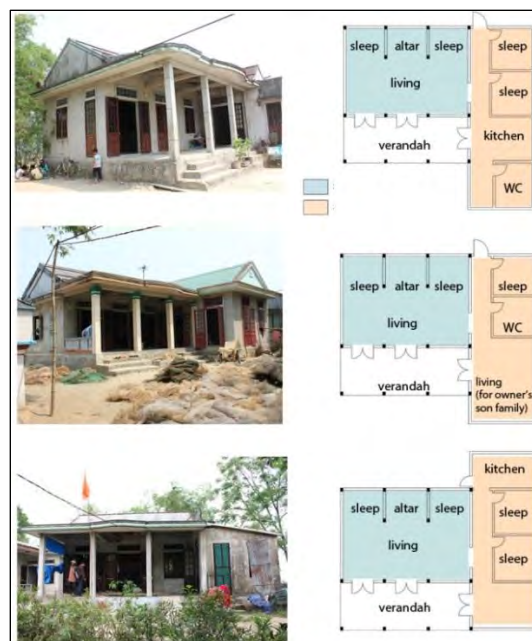 sleep altar sleep
living
verandah
sleep
sleep
kitchen
WC
sleep altar sleep
living
verandah
sleep
WC
living
(for owner's
son family)
kitchen
sleep altar sleep
living
verandah
sleep
sleep